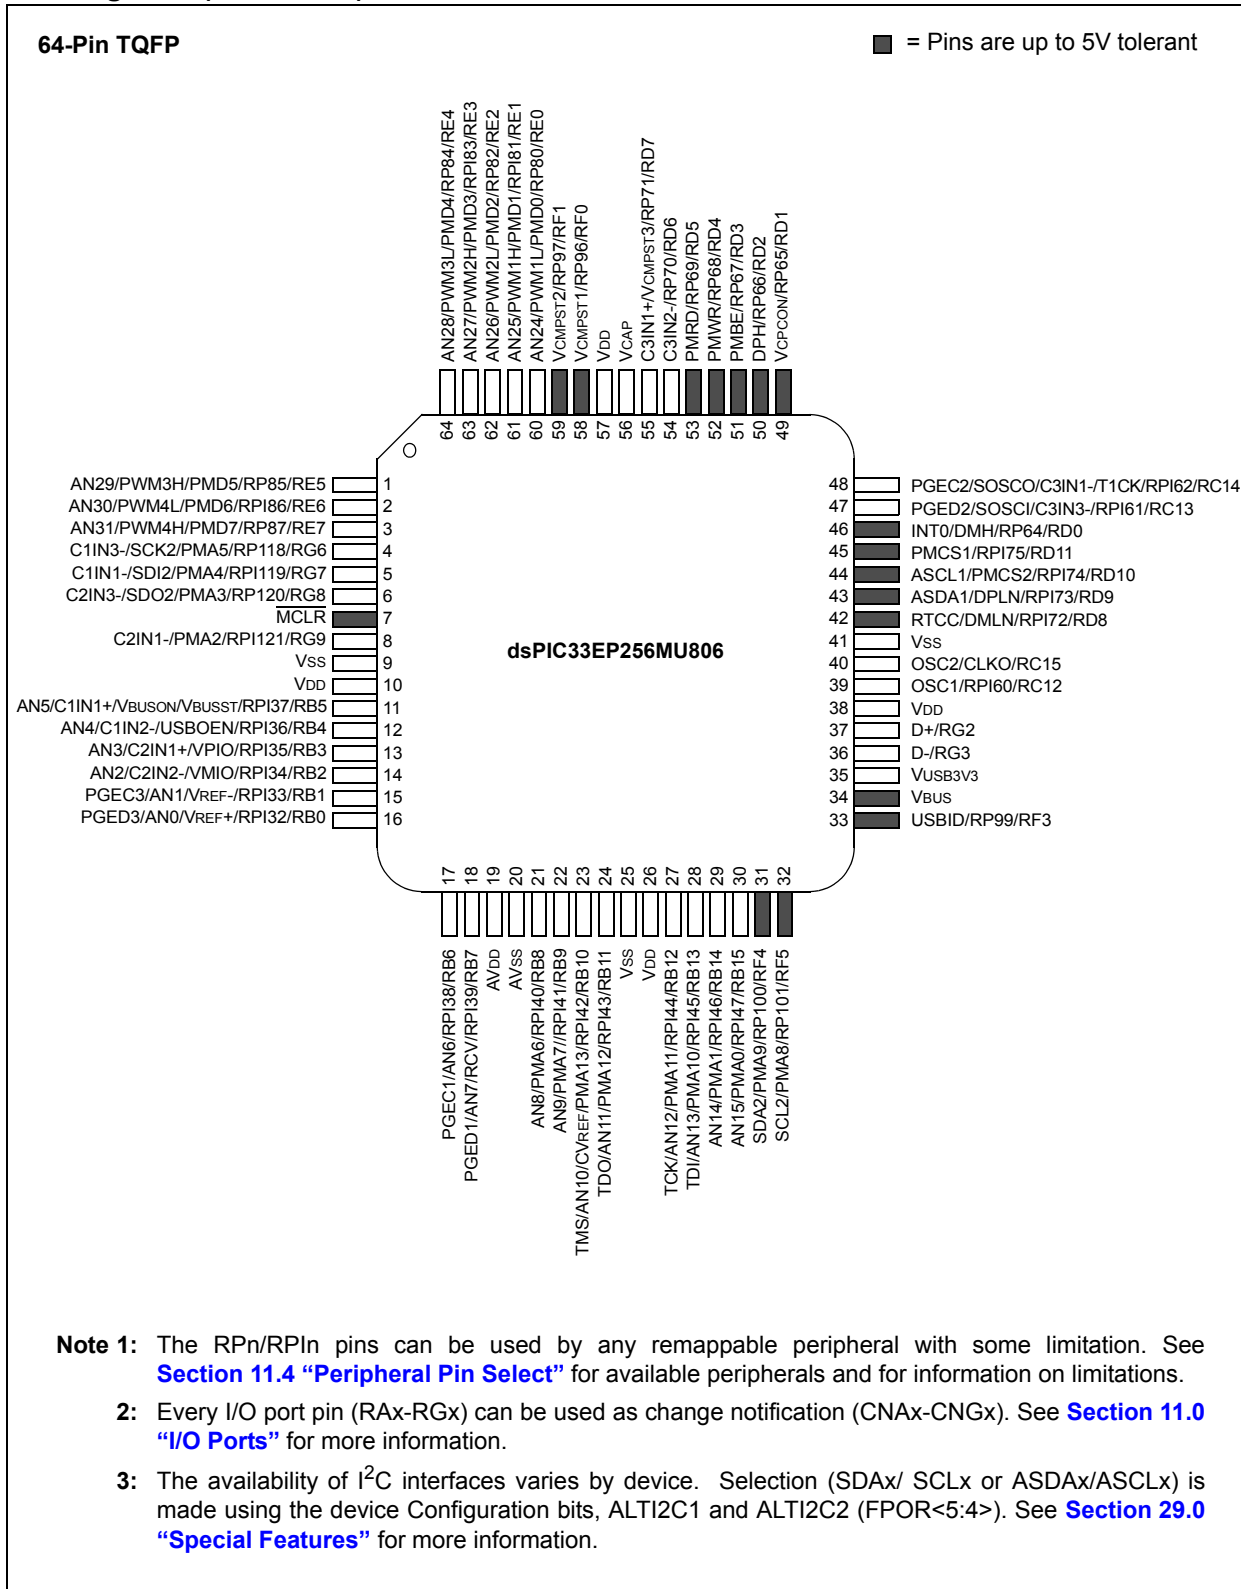 64-Pin TQFP
= Pins are up to 5V tolerant
AN28/PWM3L/PMD4/RP84/RE4
AN27/PWM2H/PMD3/RPI83/RE3
AN26/PWM2L/PMD2/RP82/RE2
AN25/PWM1H/PMD1/RPI81/RE1
AN24/PWM1L/PMD0/RP80/RE0
VCMPST2/RP97/RF1
VCMPST1/RP96/RF0
VDD
VCAP
C3IN1+/VCMPST3/RP71/RD7
C3IN2-/RP70/RD6
PMRD/RP69/RD5
PMWR/RP68/RD4
PMBE/RP67/RD3
DPH/RP66/RD2
VCPCON/RP65/RD1
64 63 62 61 60 59 58 57 56 55 54 53 52 51 50 49
AN29/PWM3H/PMD5/RP85/RE5 1
AN30/PWM4L/PMD6/RPI86/RE6 2
AN31/PWM4H/PMD7/RP87/RE7 3
C1IN3-/SCK2/PMA5/RP118/RG6 4
C1IN1-/SDI2/PMA4/RPI119/RG7 5
C2IN3-/SDO2/PMA3/RP120/RG8 6
MCLR 7
C2IN1-/PMA2/RPI121/RG9 8
VSS 9
VDD 10
AN5/C1IN1+/VBUSON/VBUSST/RPI37/RB5 11
AN4/C1IN2-/USBOEN/RPI36/RB4 12
AN3/C2IN1+/VPIO/RPI35/RB3 13
AN2/C2IN2-/VMIO/RPI34/RB2 14
PGEC3/AN1/VREF-/RPI33/RB1 15
PGED3/AN0/VREF+/RPI32/RB0 16
dsPIC33EP256MU806
48 PGEC2/SOSCO/C3IN1-/T1CK/RPI62/RC14
47 PGED2/SOSCI/C3IN3-/RPI61/RC13
46 INT0/DMH/RP64/RD0
45 PMCS1/RPI75/RD11
44 ASCL1/PMCS2/RPI74/RD10
43 ASDA1/DPLN/RPI73/RD9
42 RTCC/DMLN/RPI72/RD8
41 VSS
40 OSC2/CLKO/RC15
39 OSC1/RPI60/RC12
38 VDD
37 D+/RG2
36 D-/RG3
35 VUSB3V3
34 VBUS
33 USBID/RP99/RF3
17 18 19 20 21 22 23 24 25 26 27 28 29 30 31 32
PGEC1/AN6/RPI38/RB6
PGED1/AN7/RCV/RPI39/RB7
AVDD
AVSS
AN8/PMA6/RPI40/RB8
AN9/PMA7//RPI41/RB9
TMS/AN10/CVREF/PMA13/RPI42/RB10
TDO/AN11/PMA12/RPI43/RB11
VSS
VDD
TCK/AN12/PMA11/RPI44/RB12
TDI/AN13/PMA10/RPI45/RB13
AN14/PMA1/RPI46/RB14
AN15/PMA0/RPI47/RB15
SDA2/PMA9/RP100/RF4
SCL2/PMA8/RP101/RF5
Note 1: The RPn/RPIn pins can be used by any remappable peripheral with some limitation. See
Section 11.4 “Peripheral Pin Select” for available peripherals and for information on limitations.
2: Every I/O port pin (RAx-RGx) can be used as change notification (CNAx-CNGx). See Section 11.0
“I/O Ports” for more information.
3: The availability of I2C interfaces varies by device. Selection (SDAx/ SCLx or ASDAx/ASCLx) is
made using the device Configuration bits, ALTI2C1 and ALTI2C2 (FPOR<5:4>). See Section 29.0
“Special Features” for more information.